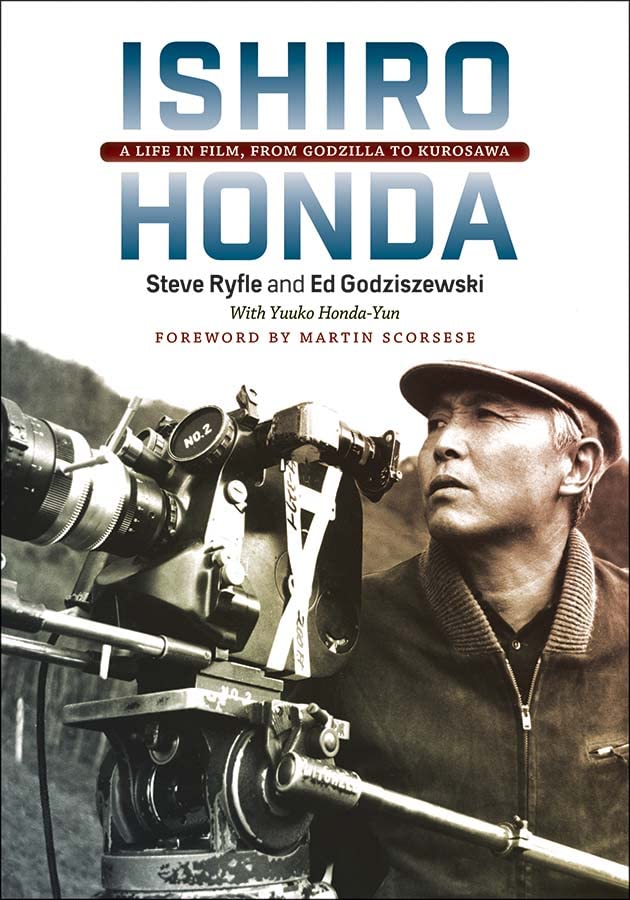 ISHIRO
A LIFE IN FILM, FROM GODZILLA TO KUROSAWA
HONDA
Steve Ryfle and Ed Godziszewski
With Yuuko Honda-Yun
FOREWORD BY MARTIN SCORSESE
NO.2
NO.2
MITCHELL